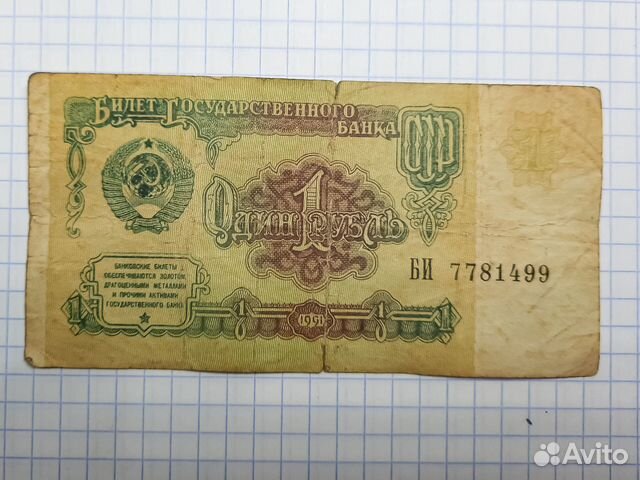 Билет Государственного
Банка
СССР
Один 1 Рубль
БАНКОВСКИЕ БИЛЕТЫ
ОБЕСПЕЧИВАЮТСЯ ЗОЛОТОМ,
ДРАГОЦЕННЫМИ МЕТАЛЛАМИ
И ПРОЧИМИ АКТИВАМИ
ГОСУДАРСТВЕННОГО БАНКА
БИ 7781499
1 1 1991 1 1
Avito